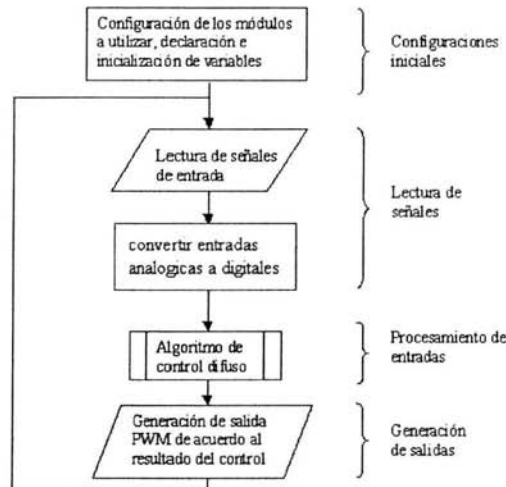 Configuración de los módulos
a utilizar, declaración e
inicialización de variables
Configuraciones
iniciales
Lectura de señales
de entrada
convertir entradas
analogicas a digitales
Lectura de
señales
Algoritmo de
control difuso
Procesamiento de
entradas
Generación de salida
PWM de acuerdo al
resultado del control
Generación
de salidas